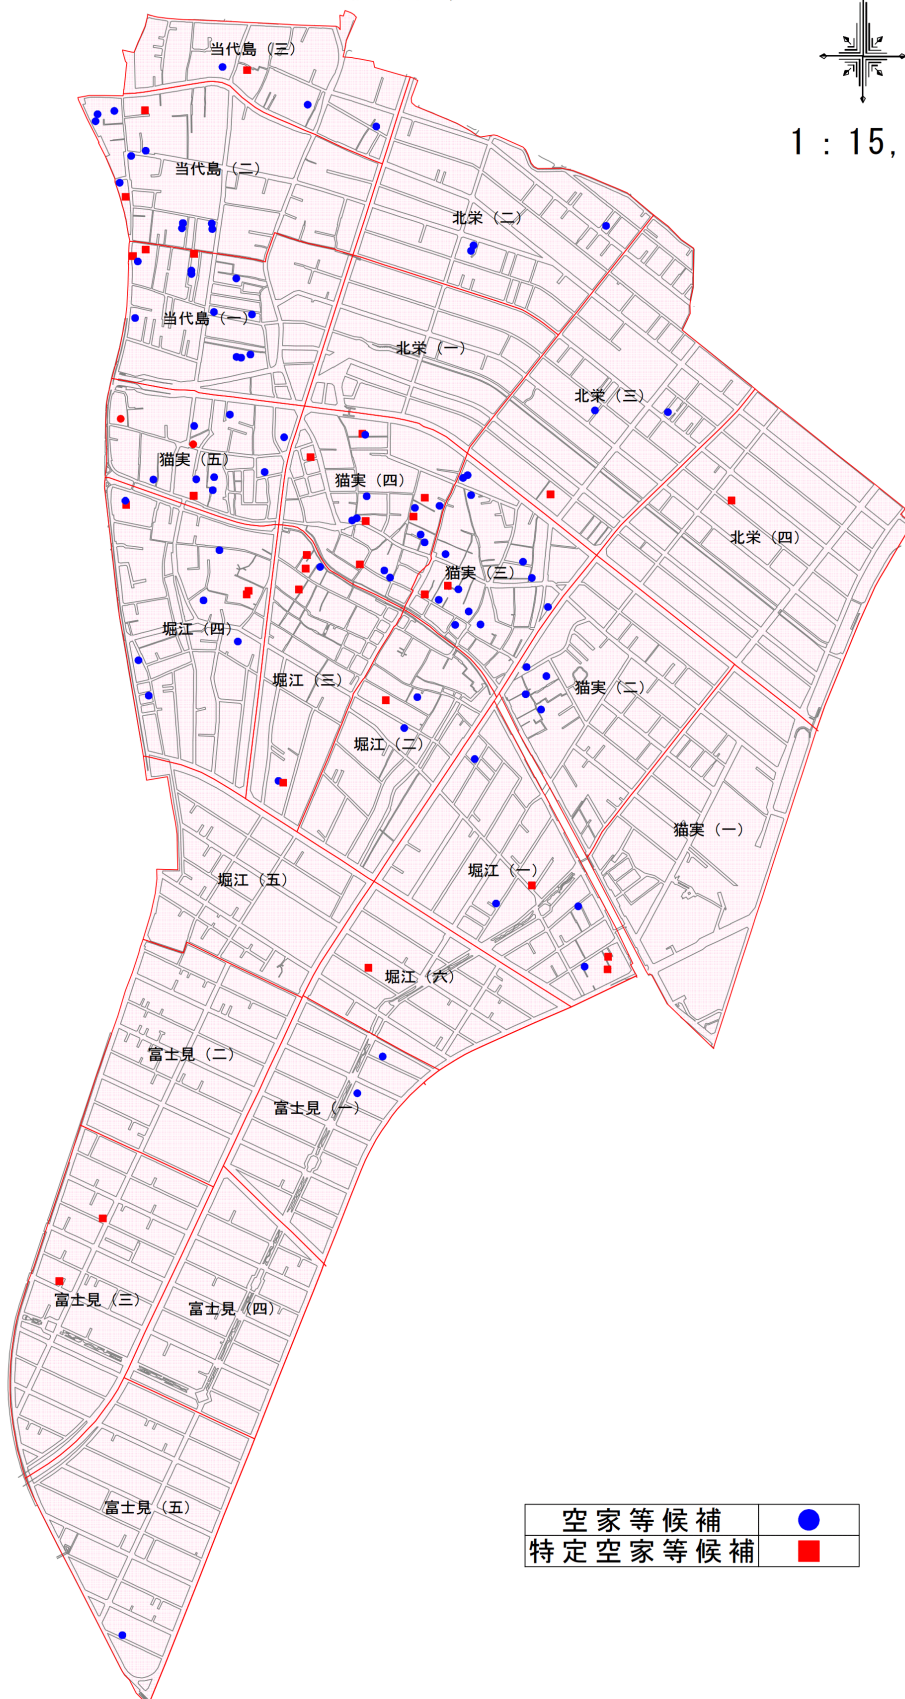 当代島（三）
1：15,
当代島（二）
北栄（二）
当代島（一）
北栄（一）
北栄（三）
猫実（五）
猫実（四）
北栄（四）
猫実（三）
堀江（四）
堀江（三）
猫実（二）
堀江（二）
猫実（一）
堀江（一）
堀江（五）
堀江（六）
富士見（二）
富士見（一）
富士見（三）
富士見（四）
富士見（五）
空家等候補
特定空家等候補